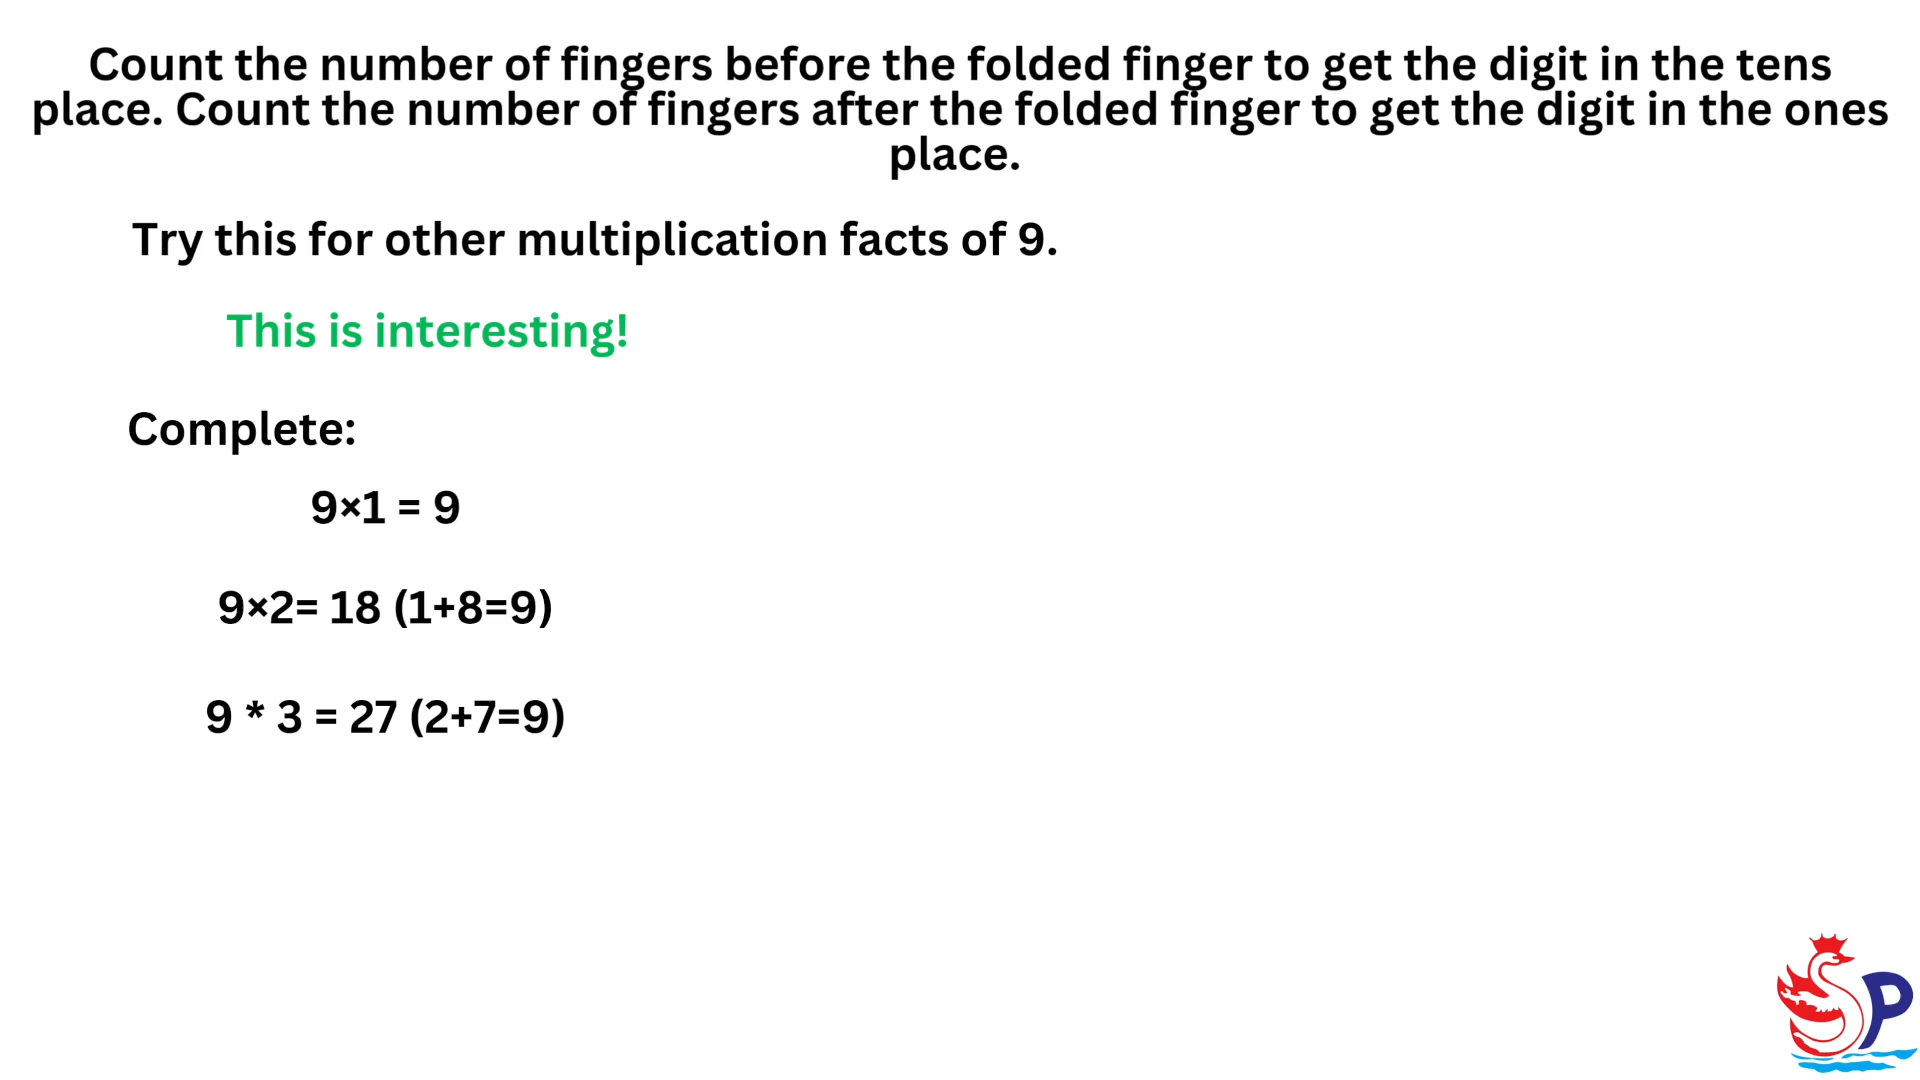 Count the number of fingers before the folded finger to get the digit in the tens
place. Count the number of fingers after the folded finger to get the digit in the ones
place.
Try this for other multiplication facts of 9.
This is interesting!
Complete:
9×1 = 9
9×2= 18 (1+8=9)
9 * 3 = 27 (2+7=9)
SP